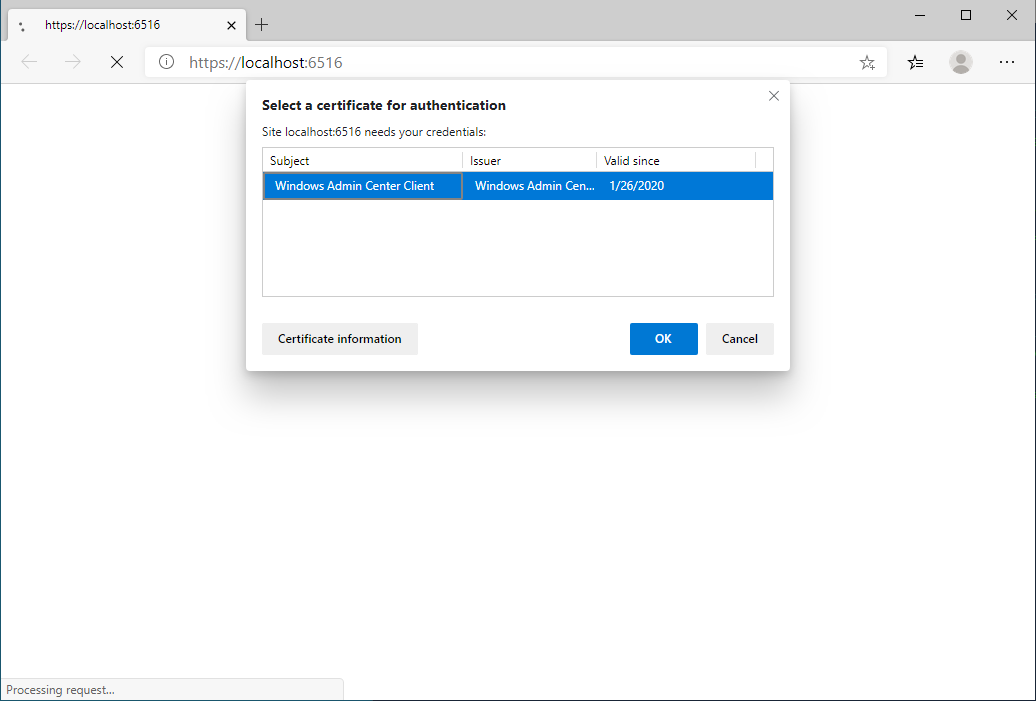 https://localhost:6516
https://localhost:6516
Select a certificate for authentication
Site localhost:6516 needs your credentials:
Subject Issuer Valid since
Windows Admin Center Client Windows Admin Cen... 1/26/2020
Certificate information OK Cancel
Processing request...